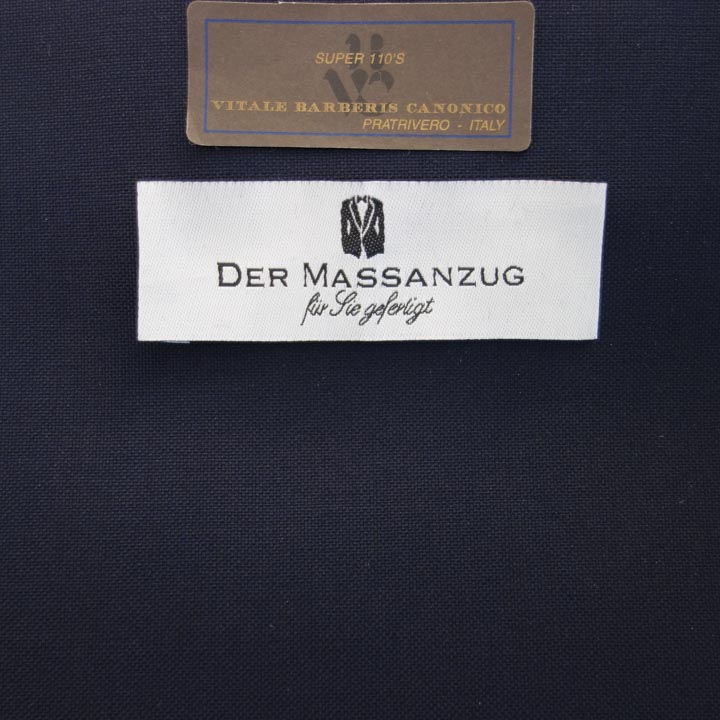 SUPER 110'S
VITALE BARBERIS CANONICO
PRATRIVERO - ITALY
DER MASSANZUG
für Sie gefertigt